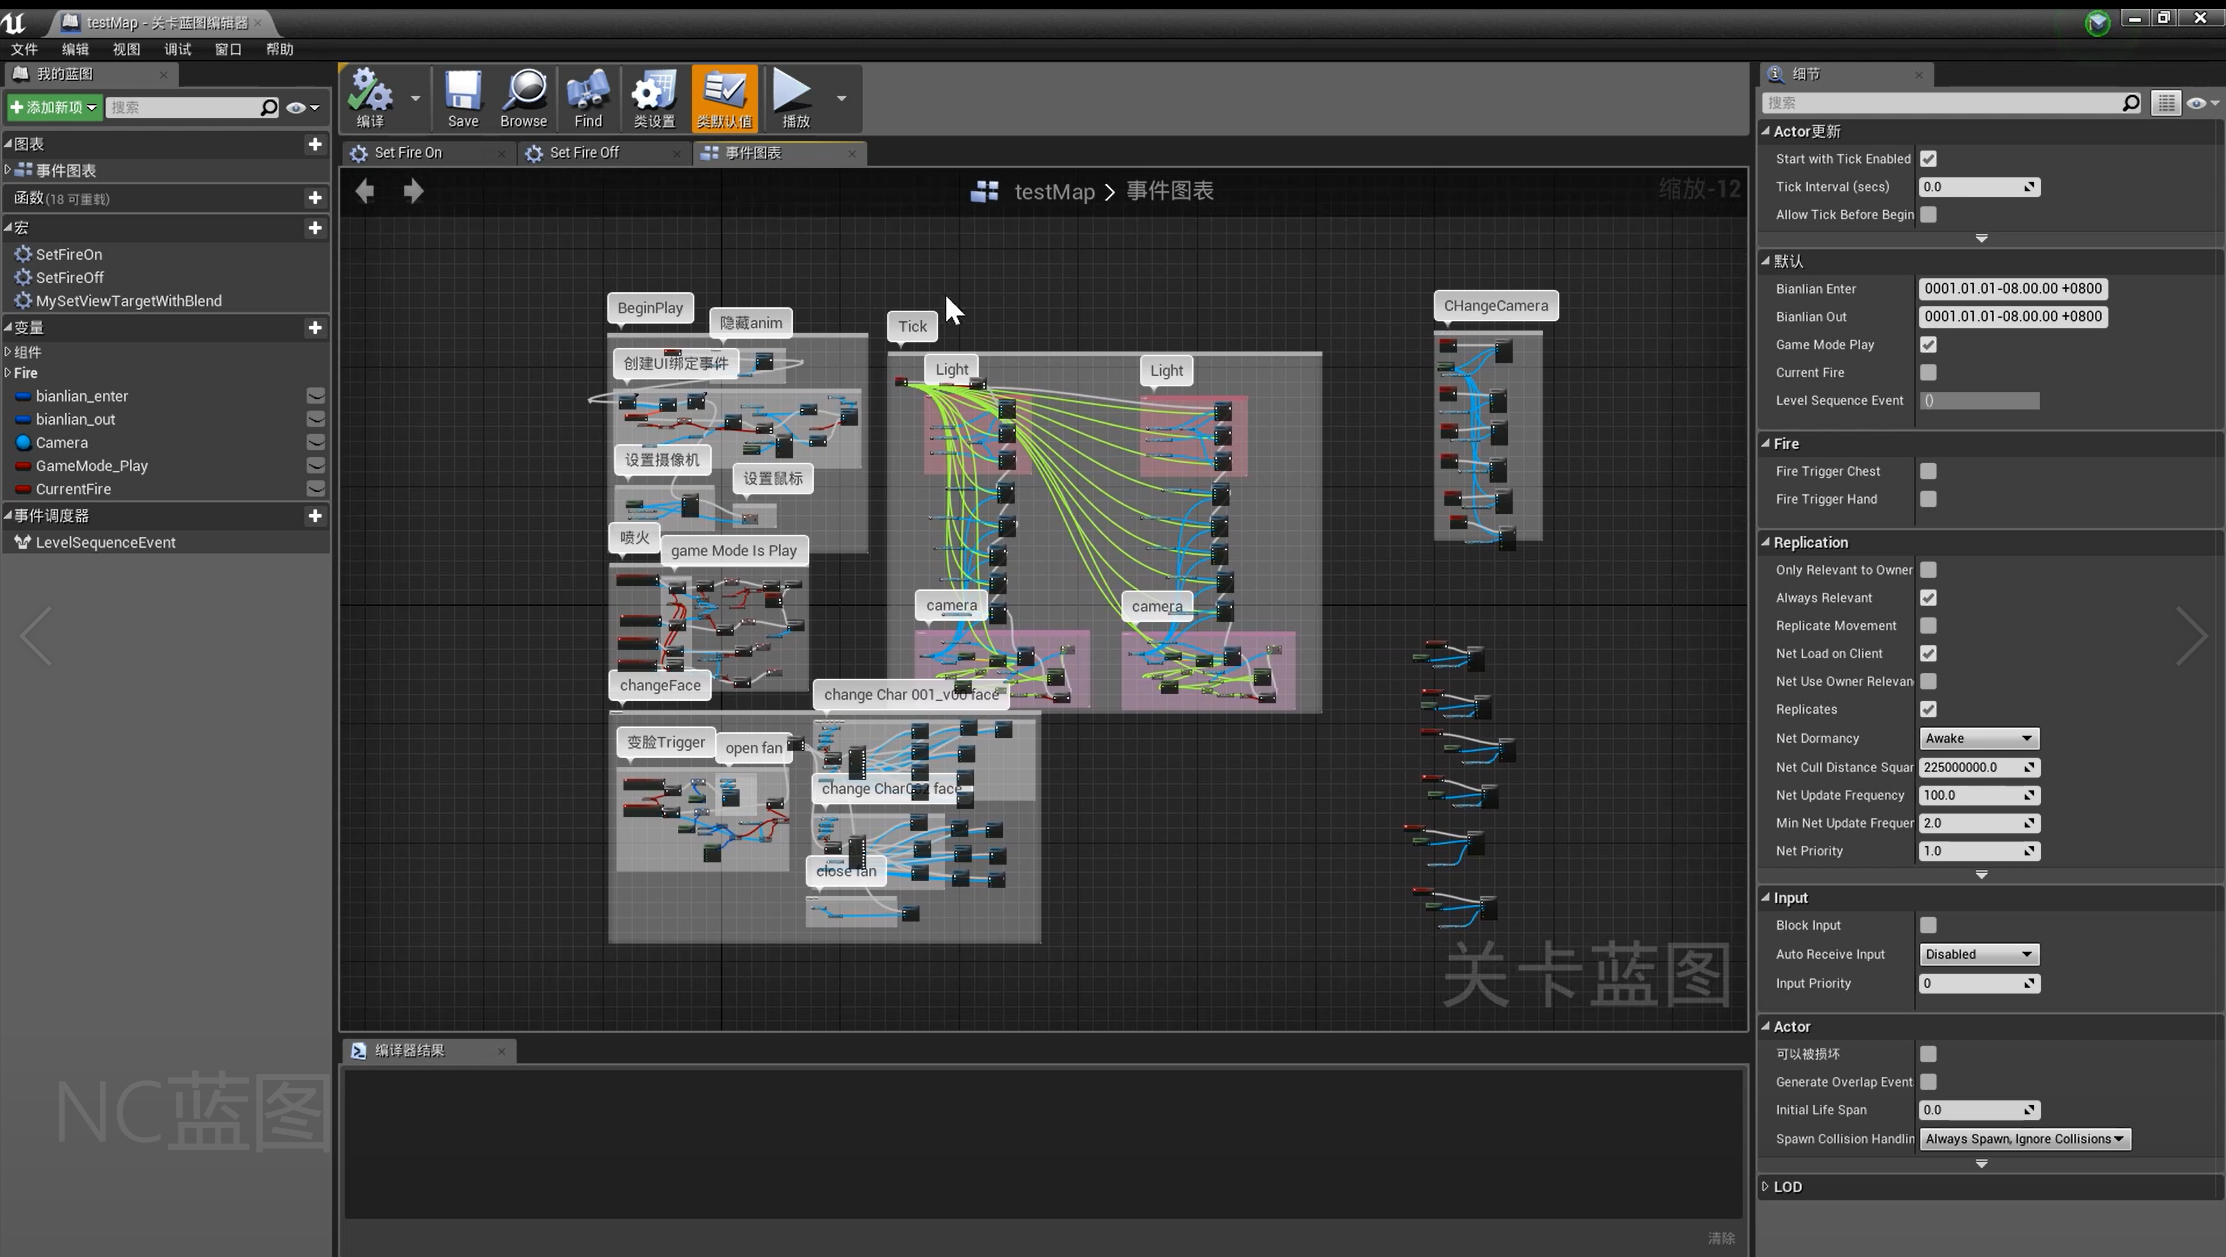 testMap - 关卡蓝图编辑器
文件 编辑 视图 调试 窗口 帮助
我的蓝图
添加新项 搜索
图表
事件图表
函数 (18 可重载)
宏
SetFireOn
SetFireOff
MySetViewTargetWithBlend
变量
组件
Fire
bianlian_enter
bianlian_out
Camera
GameMode_Play
CurrentFire
事件调度器
LevelSequenceEvent
NC蓝图
编译 Save Browse Find 类设置 类默认值 播放
Set Fire On Set Fire Off 事件图表
testMap > 事件图表
缩放-12
BeginPlay
隐藏anim
创建UI绑定事件
设置摄像机
设置鼠标
喷火
game Mode Is Play
changeFace
变脸Trigger
open fan
change Char 001_v00 face
change Char002 face
close fan
Tick
Light
Light
camera
camera
CHangeCamera
关卡蓝图
编译器结果
清除
细节
搜索
Actor更新
Start with Tick Enabled
Tick Interval (secs) 0.0
Allow Tick Before Begin
默认
Bianlian Enter 0001.01.01-08.00.00 +0800
Bianlian Out 0001.01.01-08.00.00 +0800
Game Mode Play
Current Fire
Level Sequence Event ()
Fire
Fire Trigger Chest
Fire Trigger Hand
Replication
Only Relevant to Owner
Always Relevant
Replicate Movement
Net Load on Client
Net Use Owner Relevan
Replicates
Net Dormancy Awake
Net Cull Distance Squar 225000000.0
Net Update Frequency 100.0
Min Net Update Frequer 2.0
Net Priority 1.0
Input
Block Input
Auto Receive Input Disabled
Input Priority 0
Actor
可以被损坏
Generate Overlap Event
Initial Life Span 0.0
Spawn Collision Handlin Always Spawn, Ignore Collisions
LOD